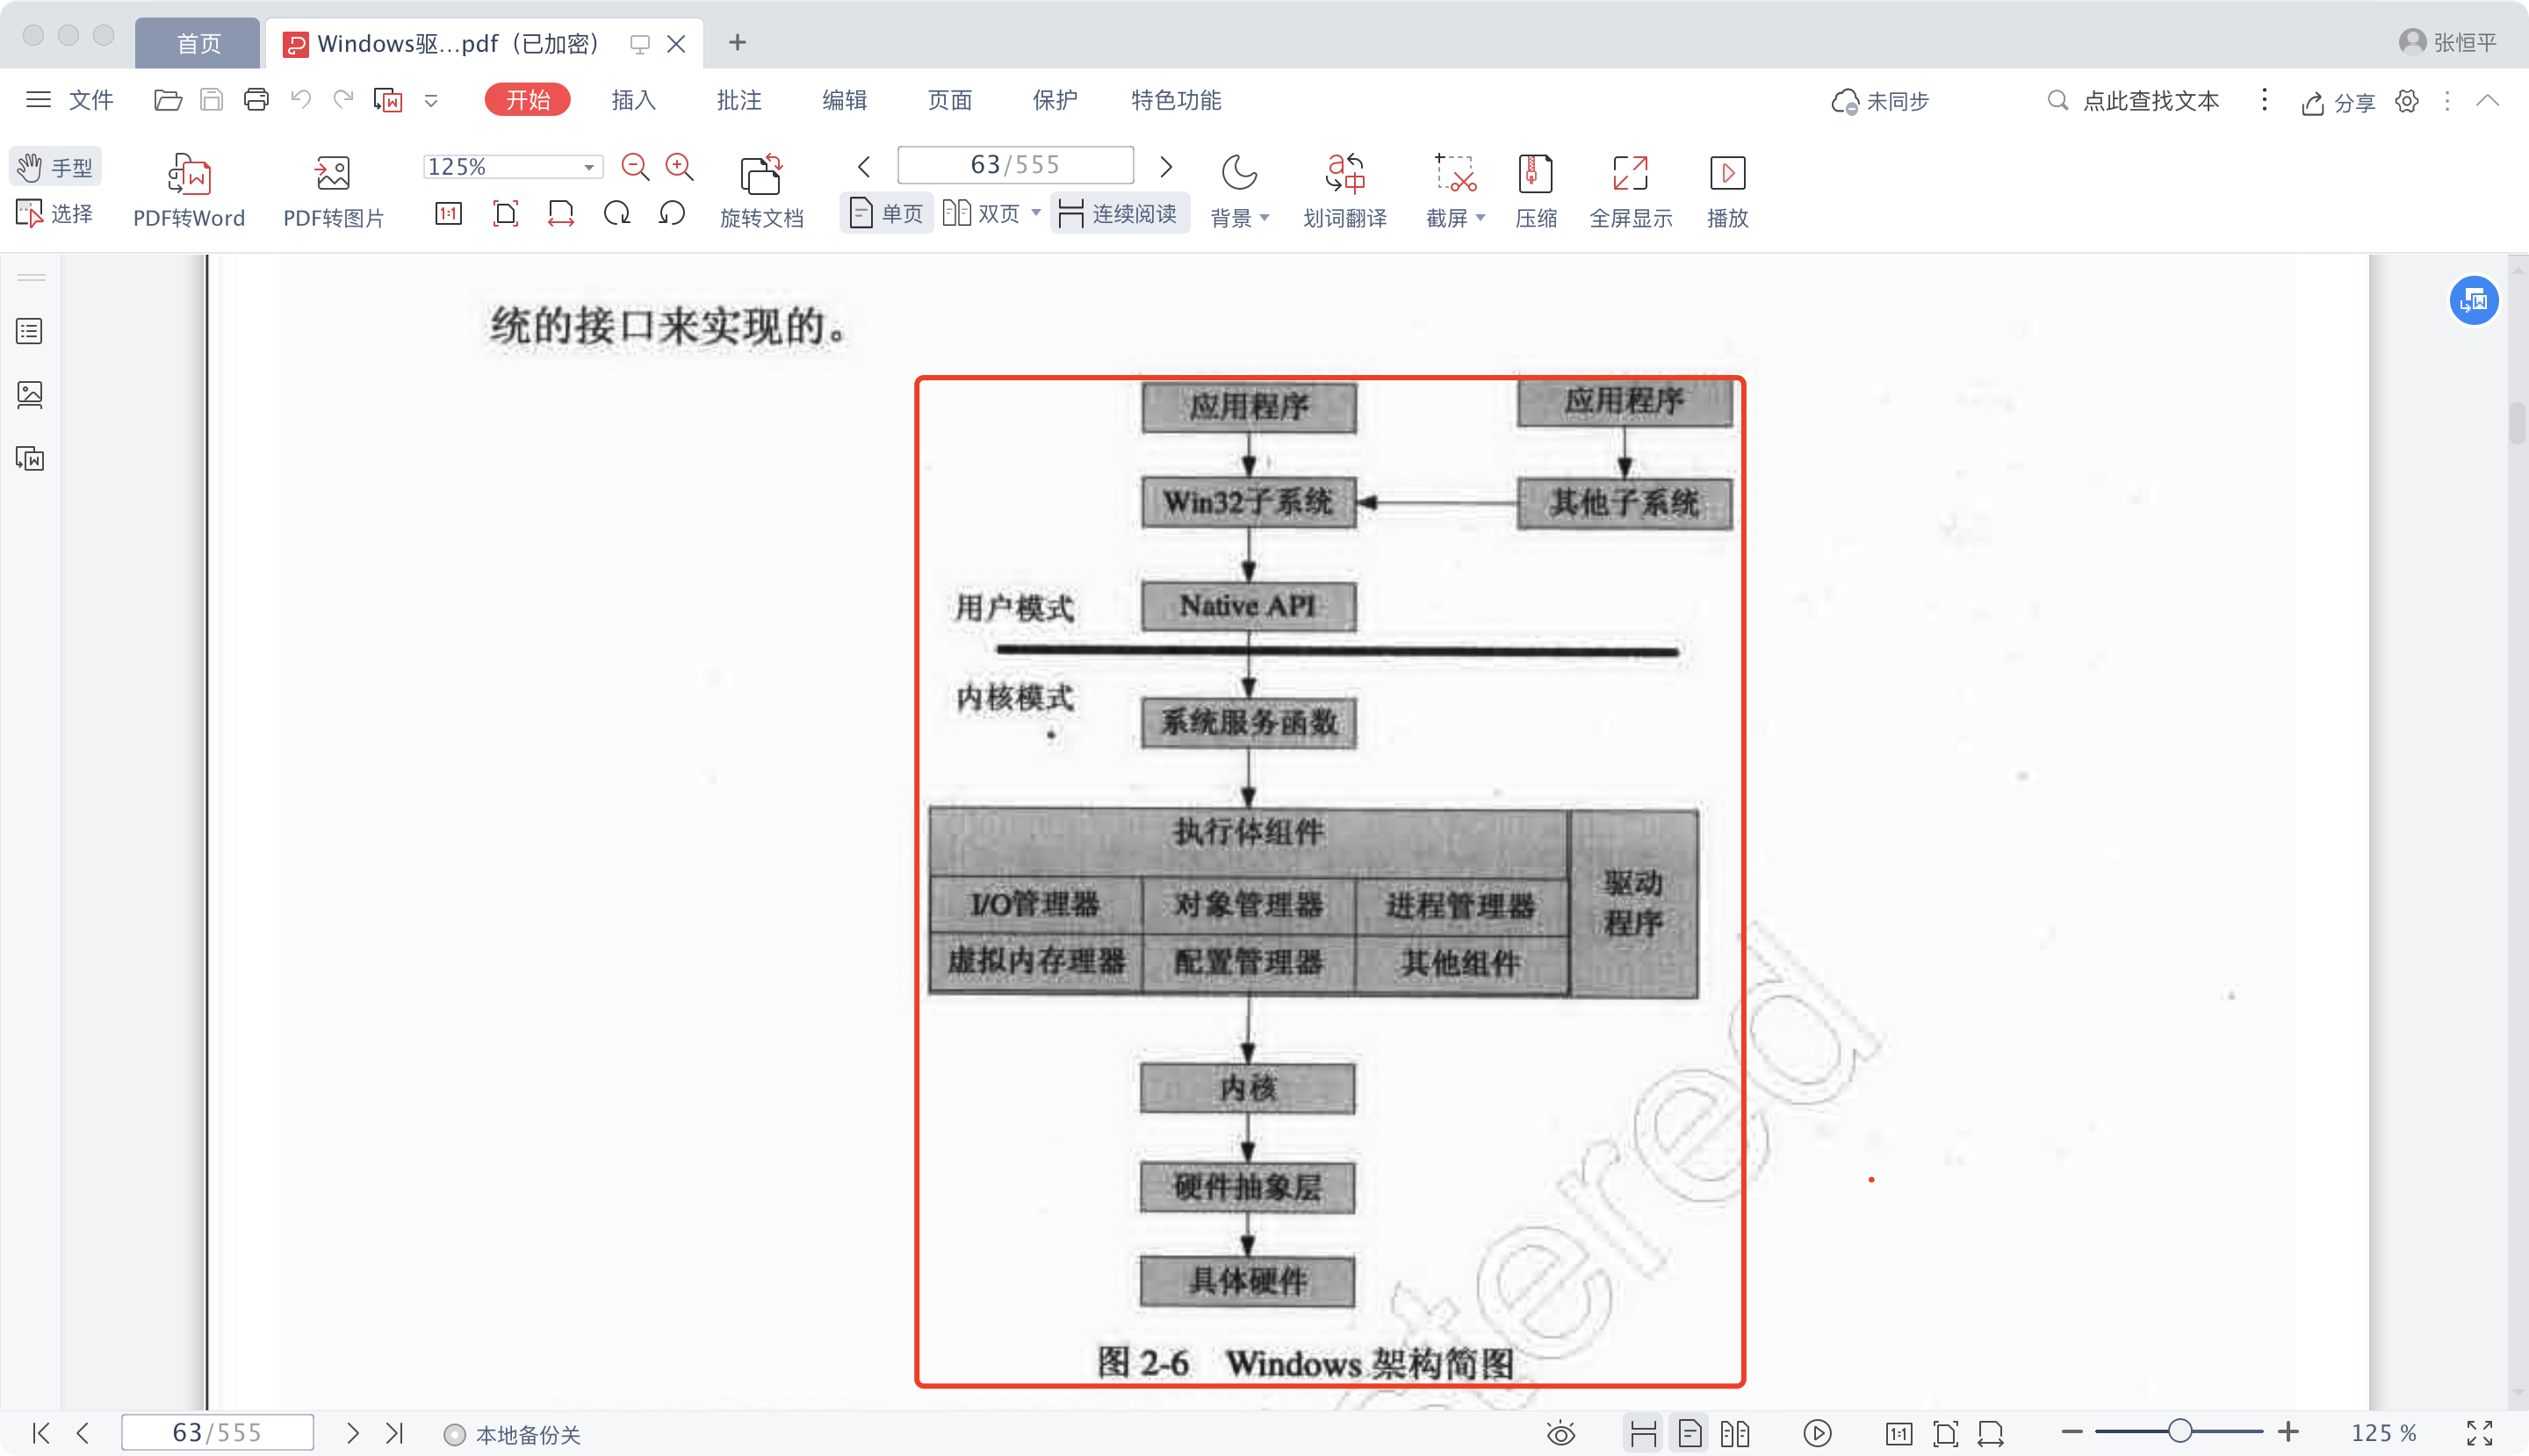 首页
Windows驱...pdf（已加密）
张恒平
文件
开始
插入
批注
编辑
页面
保护
特色功能
未同步
点此查找文本
分享
手型
选择
PDF转Word
PDF转图片
125%
1:1
旋转文档
63/555
单页
双页
连续阅读
背景
划词翻译
截屏
压缩
全屏显示
播放
统的接口来实现的。
应用程序 应用程序
Win32子系统 其他子系统
用户模式 Native API
内核模式
系统服务函数
执行体组件
驱动
程序
I/O管理器 对象管理器 进程管理器
虚拟内存理器 配置管理器 其他组件
内核
硬件抽象层
具体硬件
图 2-6 Windows 架构简图
tered
63/555
本地备份关
1:1
125 %